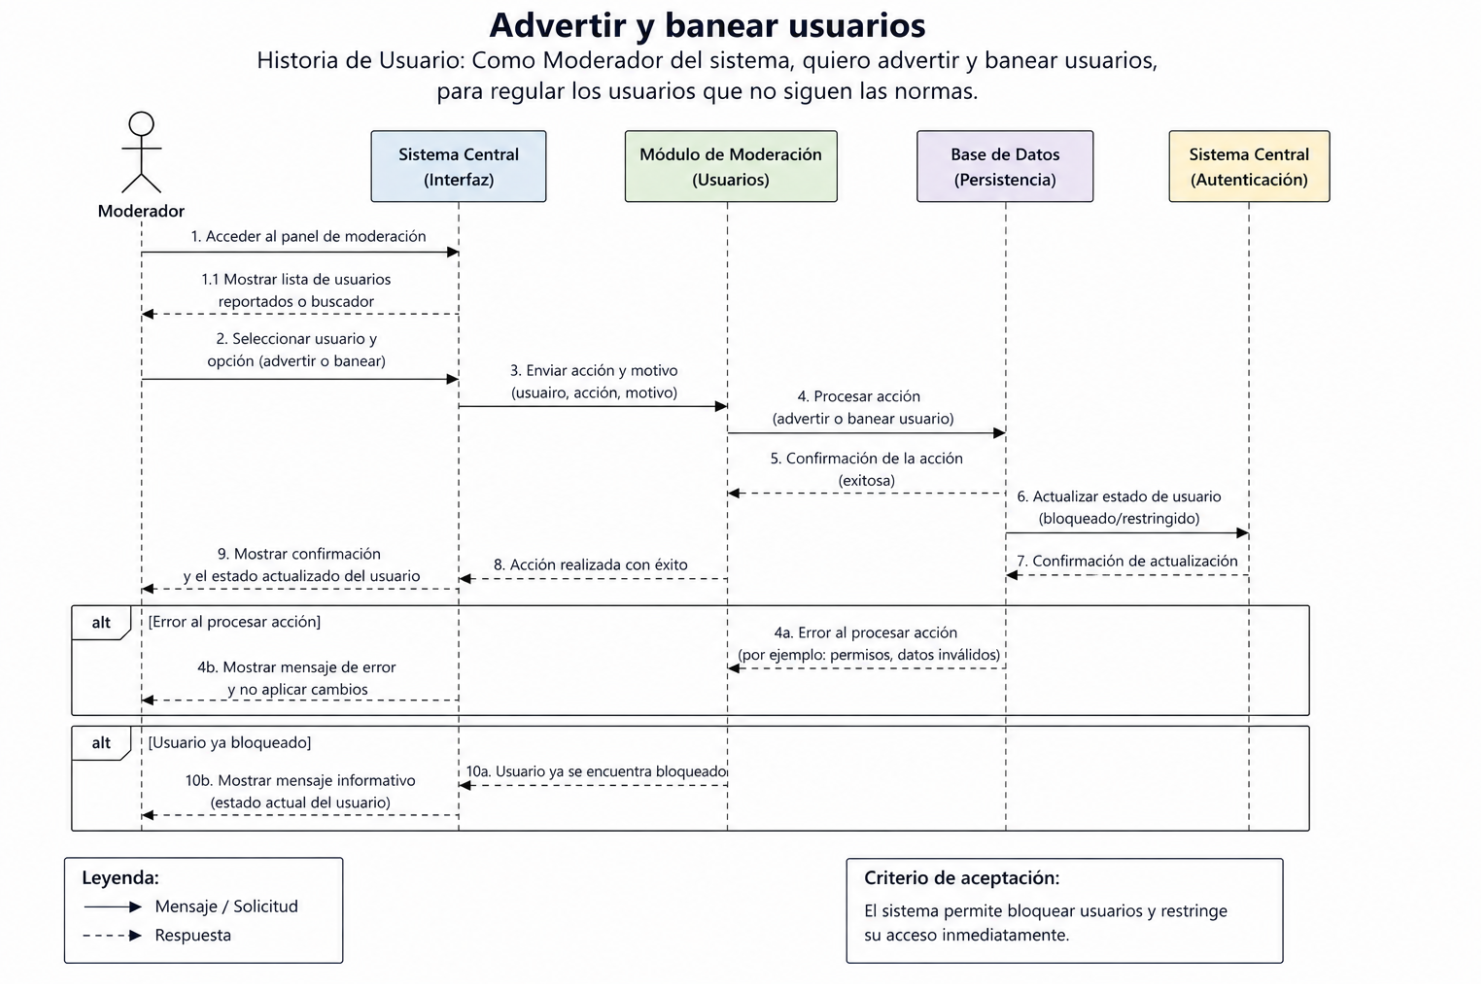 Advertir y banear usuarios
Historia de Usuario: Como Moderador del sistema, quiero advertir y banear usuarios,
para regular los usuarios que no siguen las normas.
Moderador
Sistema Central
(Interfaz)
Módulo de Moderación
(Usuarios)
Base de Datos
(Persistencia)
Sistema Central
(Autenticación)
1. Acceder al panel de moderación
1.1 Mostrar lista de usuarios
reportados o buscador
2. Seleccionar usuario y
opción (advertir o banear)
3. Enviar acción y motivo
(usuairo, acción, motivo)
4. Procesar acción
(advertir o banear usuario)
5. Confirmación de la acción
(exitosa)
6. Actualizar estado de usuario
(bloqueado/restringido)
7. Confirmación de actualización
8. Acción realizada con éxito
9. Mostrar confirmación
y el estado actualizado del usuario
alt
[Error al procesar acción]
4a. Error al procesar acción
(por ejemplo: permisos, datos inválidos)
4b. Mostrar mensaje de error
y no aplicar cambios
alt
[Usuario ya bloqueado]
10a. Usuario ya se encuentra bloqueado
10b. Mostrar mensaje informativo
(estado actual del usuario)
Leyenda:
Mensaje / Solicitud
Respuesta
Criterio de aceptación:
El sistema permite bloquear usuarios y restringe
su acceso inmediatamente.